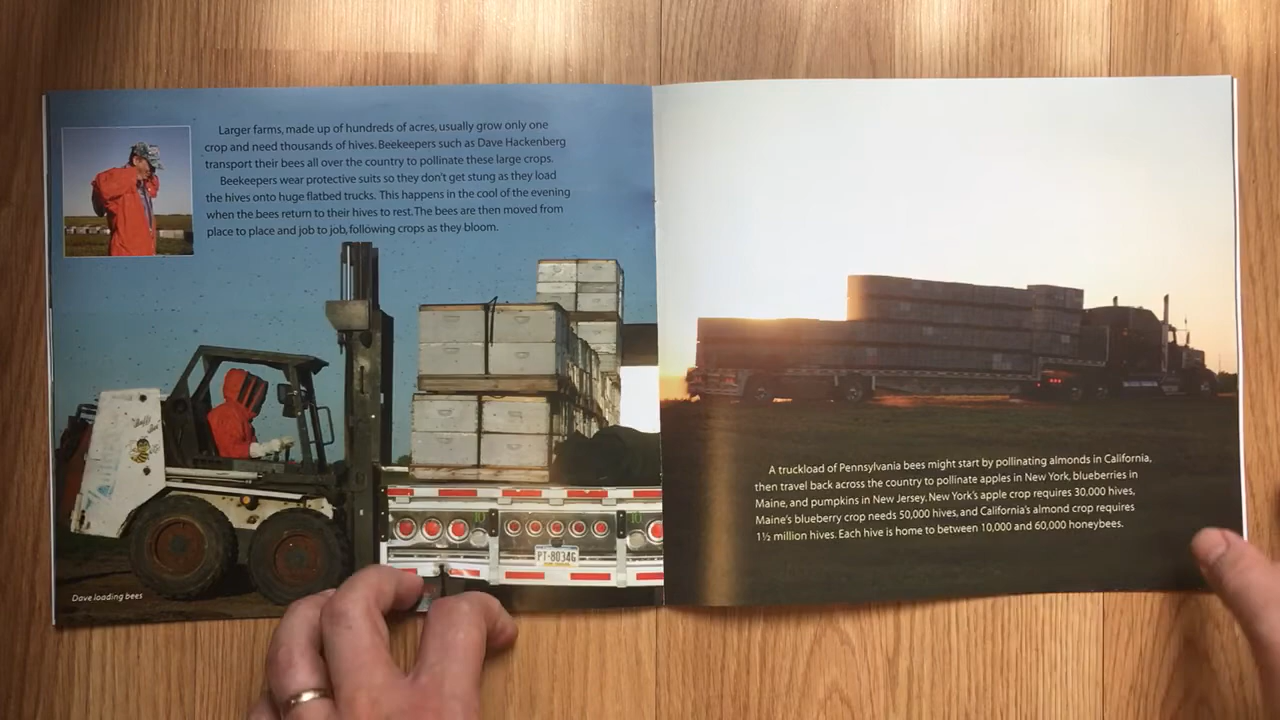 Larger farms, made up of hundreds of acres, usually grow only one
crop and need thousands of hives. Beekeepers such as Dave Hackenberg
transport their bees all over the country to pollinate these large crops.
Beekeepers wear protective suits so they don't get stung as they load
the hives onto huge flatbed trucks. This happens in the cool of the evening
when the bees return to their hives to rest. The bees are then moved from
place to place and job to job, following crops as they bloom.
PT-8034G
Dave loading bees
A truckload of Pennsylvania bees might start by pollinating almonds in California,
then travel back across the country to pollinate apples in New York, blueberries in
Maine, and pumpkins in New Jersey. New York's apple crop requires 30,000 hives,
Maine's blueberry crop needs 50,000 hives, and California's almond crop requires
1½ million hives. Each hive is home to between 10,000 and 60,000 honeybees.